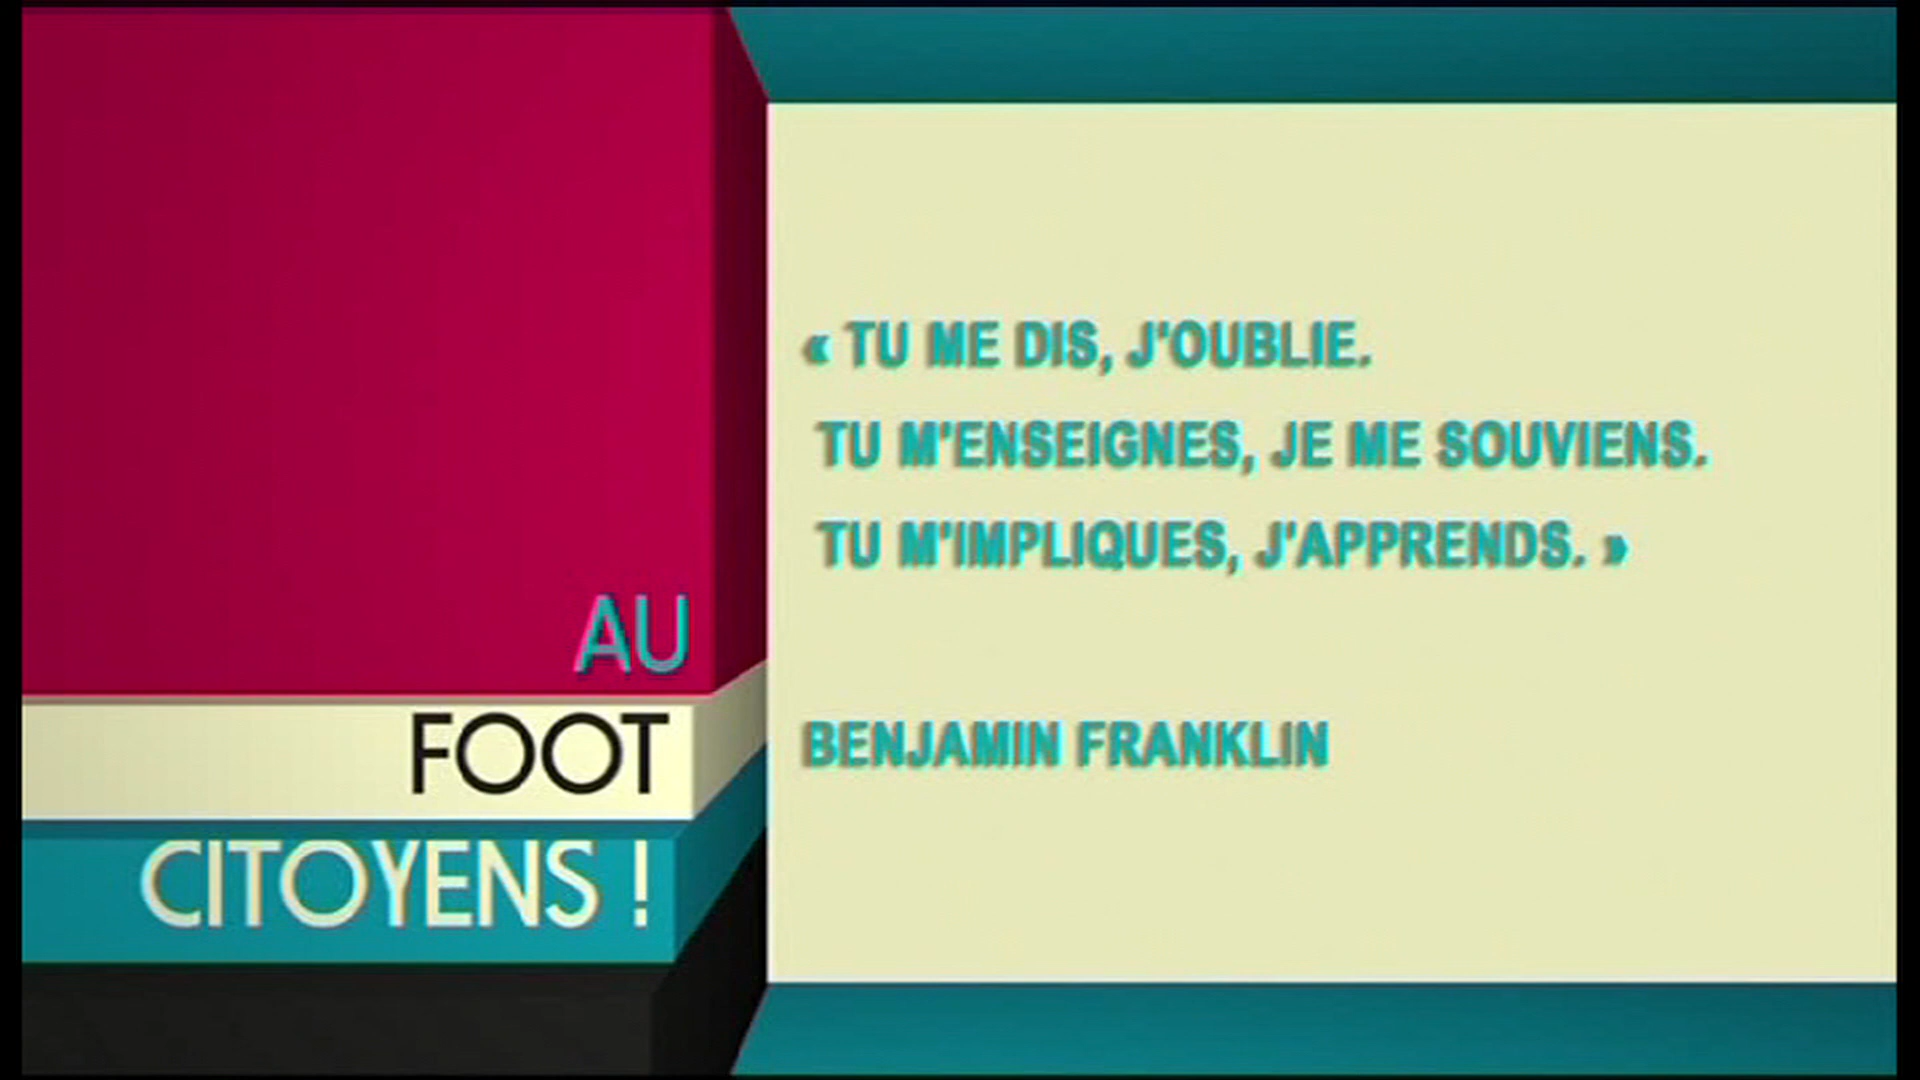 AU
FOOT
CITOYENS !
« TU ME DIS, J'OUBLIE.
TU M'ENSEIGNES, JE ME SOUVIENS.
TU M'IMPLIQUES, J'APPRENDS. »
BENJAMIN FRANKLIN